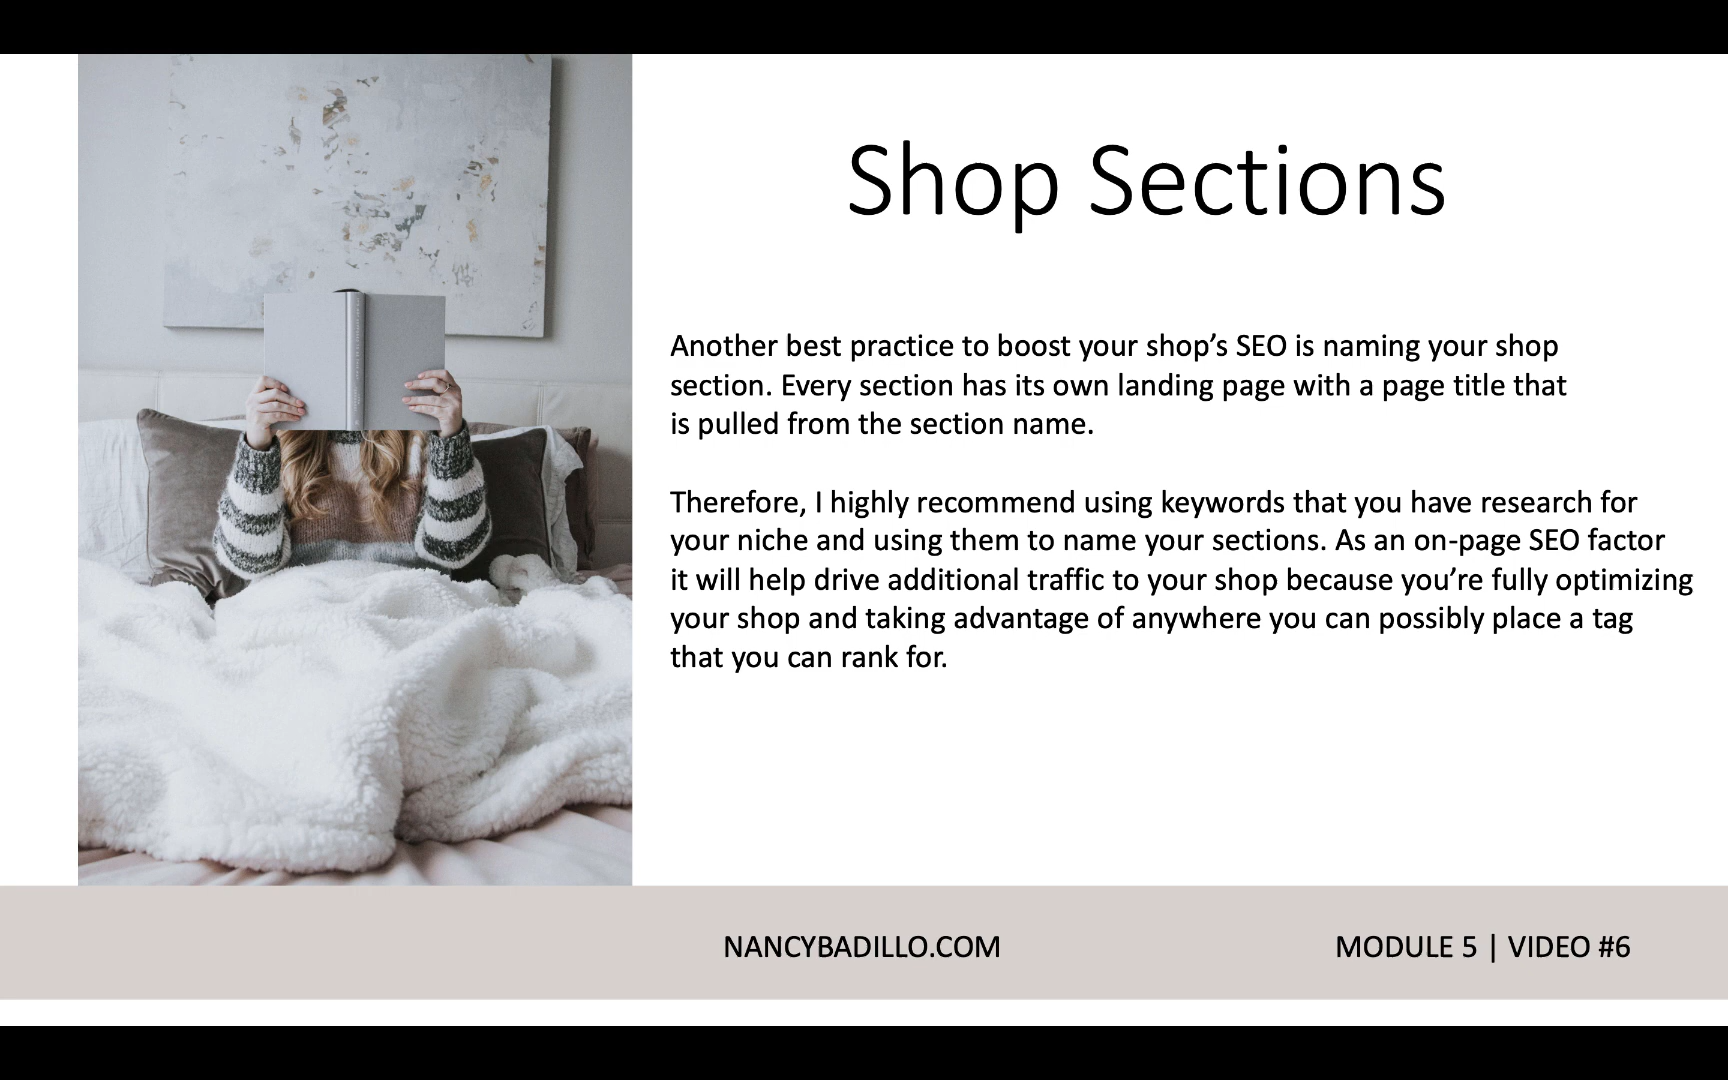 Shop Sections
Another best practice to boost your shop’s SEO is naming your shop
section. Every section has its own landing page with a page title that
is pulled from the section name.
Therefore, I highly recommend using keywords that you have research for
your niche and using them to name your sections. As an on-page SEO factor
it will help drive additional traffic to your shop because you’re fully optimizing
your shop and taking advantage of anywhere you can possibly place a tag
that you can rank for.
NANCYBADILLO.COM
MODULE 5 | VIDEO #6